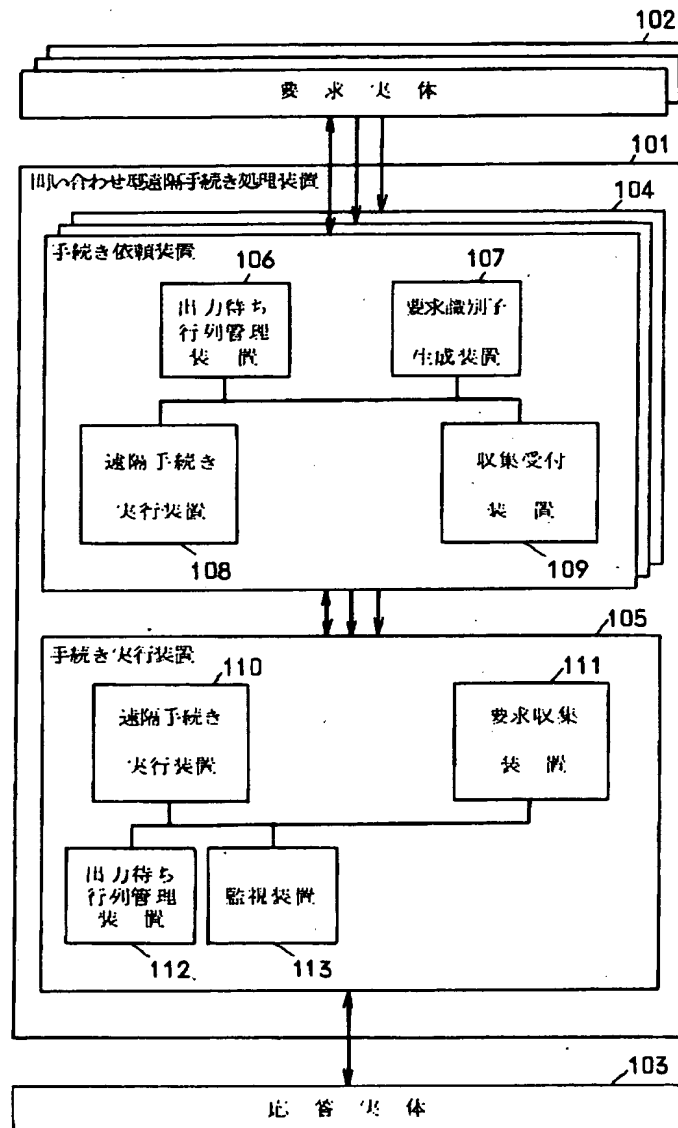 102
要求実体
101
問い合わせ型遠隔手続き処理装置
104
手続き依頼装置
106
107
出力待ち
行列管理
装置
要求識別子
生成装置
遠隔手続き
実行装置
収集受付
装置
108
109
105
手続き実行装置
110
111
遠隔手続き
実行装置
要求収集
装置
出力待ち
行列管理
装置
監視装置
112
113
103
応答実体